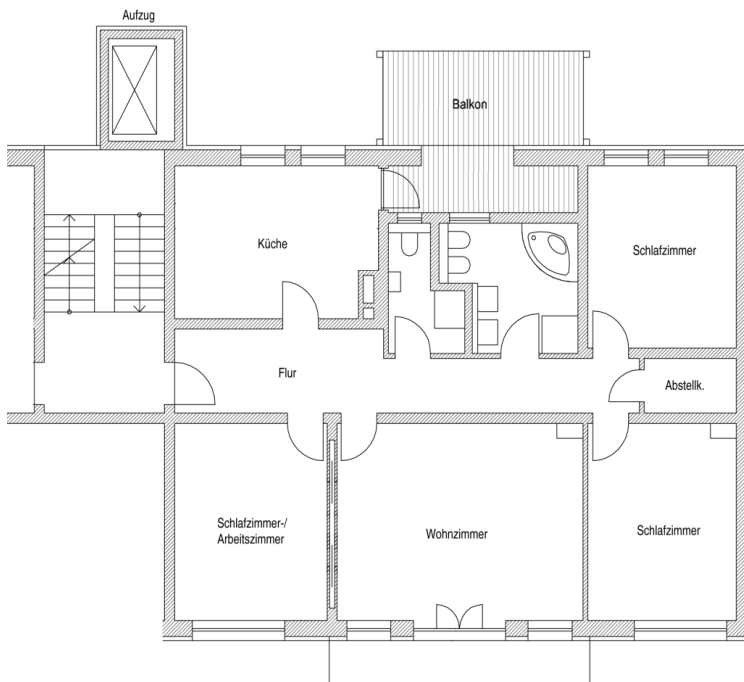 Aufzug
Balkon
Küche
Schlafzimmer
Flur
Abstellk.
Schlafzimmer-/
Arbeitszimmer
Wohnzimmer
Schlafzimmer